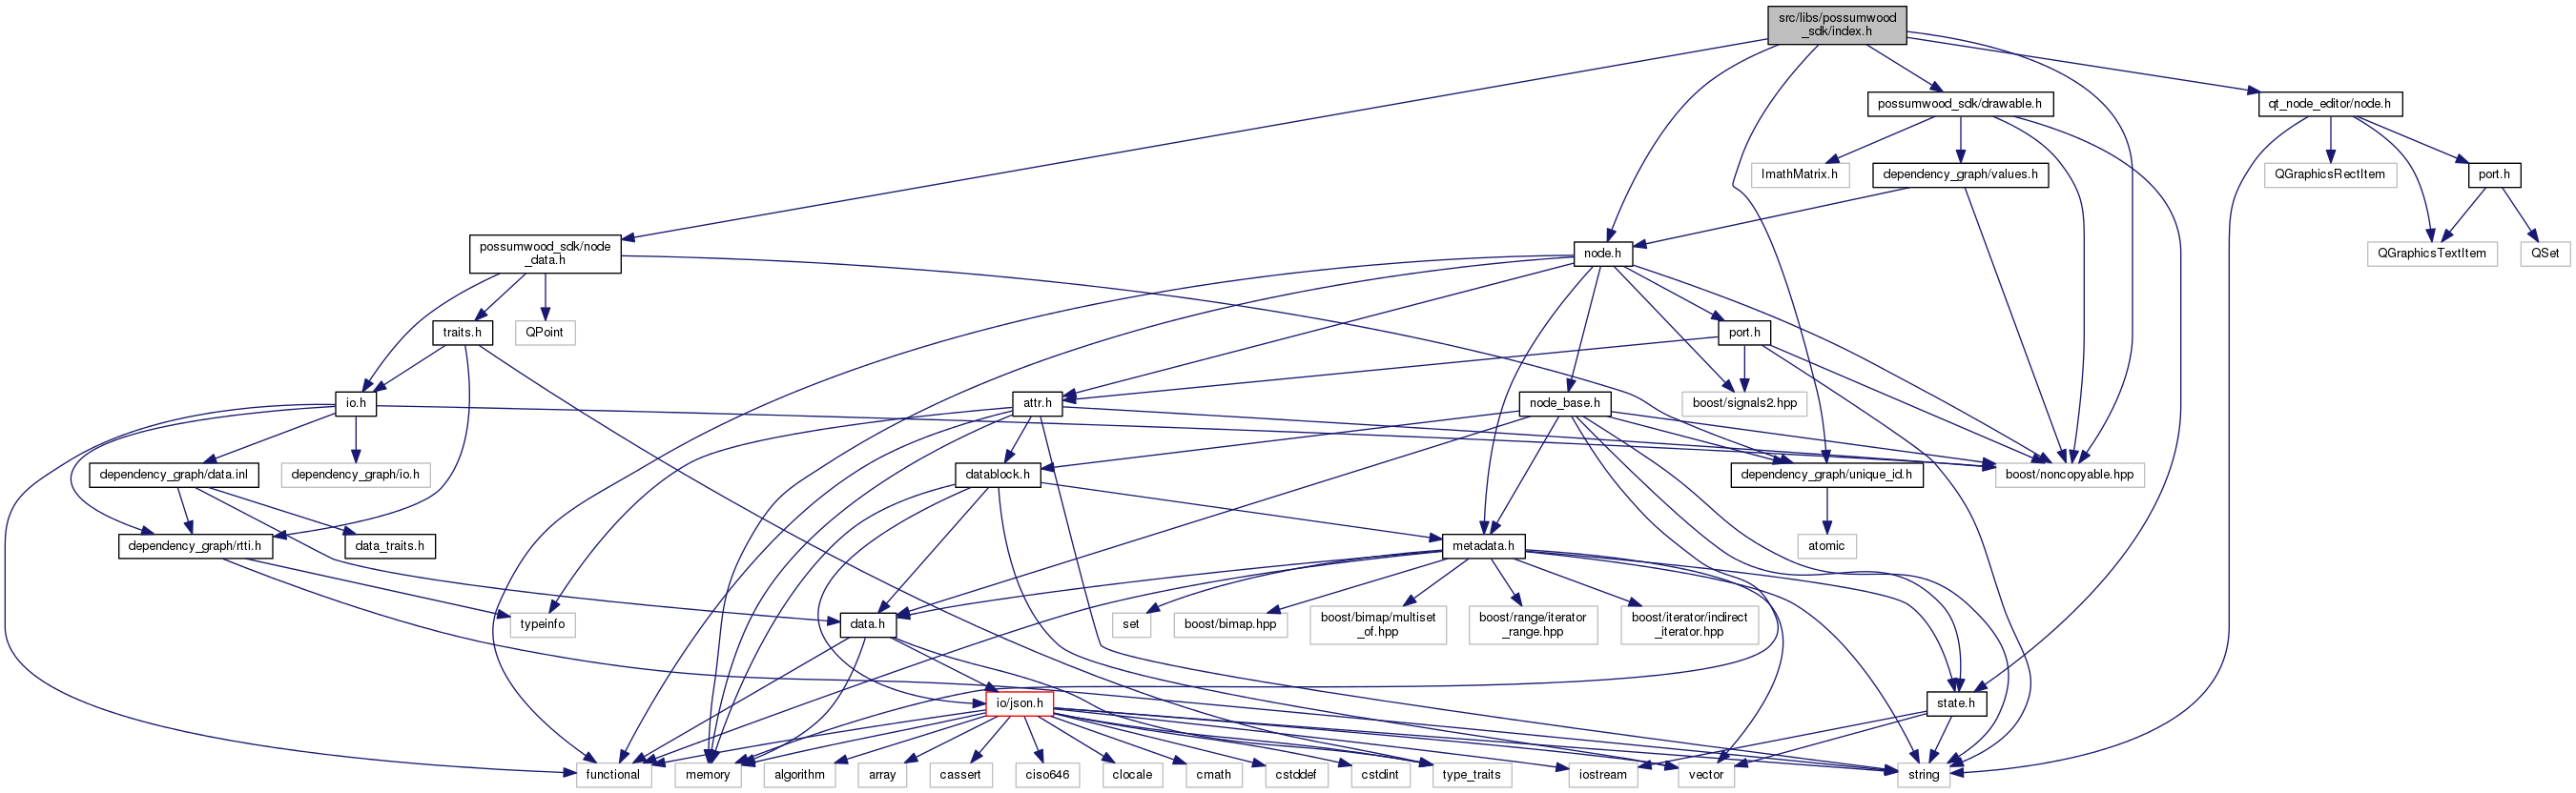 src/libs/possumwood
_sdk/index.h
possumwood_sdk/drawable.h
qt_node_editor/node.h
ImathMatrix.h
dependency_graph/values.h
QGraphicsRectItem
port.h
possumwood_sdk/node
_data.h
node.h
QGraphicsTextItem
QSet
traits.h
QPoint
port.h
io.h
attr.h
node_base.h
boost/signals2.hpp
dependency_graph/data.inl
dependency_graph/io.h
datablock.h
dependency_graph/unique_id.h
boost/noncopyable.hpp
dependency_graph/rtti.h
data_traits.h
metadata.h
atomic
typeinfo
data.h
set
boost/bimap.hpp
boost/bimap/multiset
_of.hpp
boost/range/iterator
_range.hpp
boost/iterator/indirect
_iterator.hpp
io/json.h
state.h
functional
memory
algorithm
array
cassert
ciso646
clocale
cmath
cstddef
cstdint
type_traits
iostream
vector
string